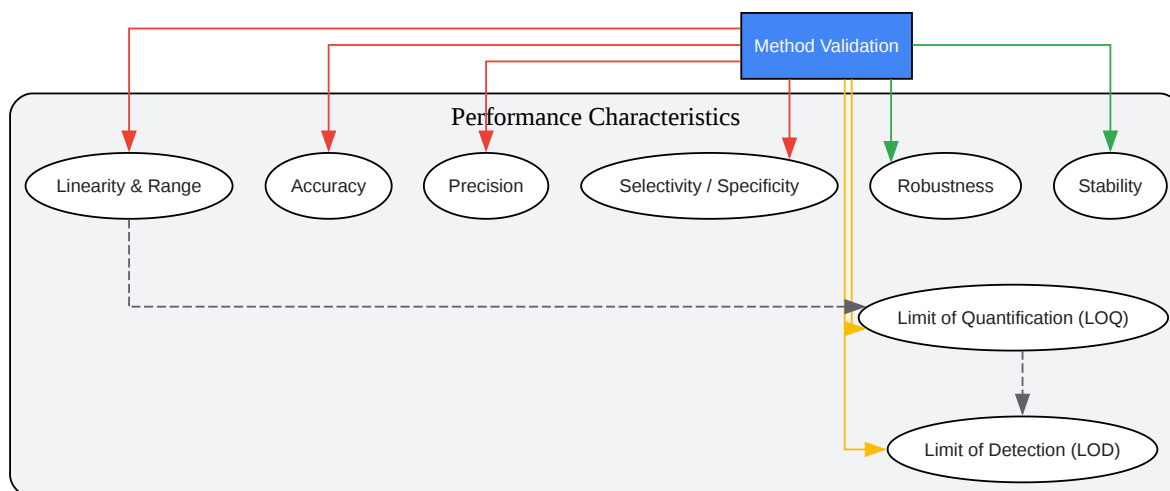 Method Validation
Performance Characteristics
Linearity & Range
Accuracy
Precision
Selectivity / Specificity
Robustness
Stability
Limit of Quantification (LOQ)
Limit of Detection (LOD)